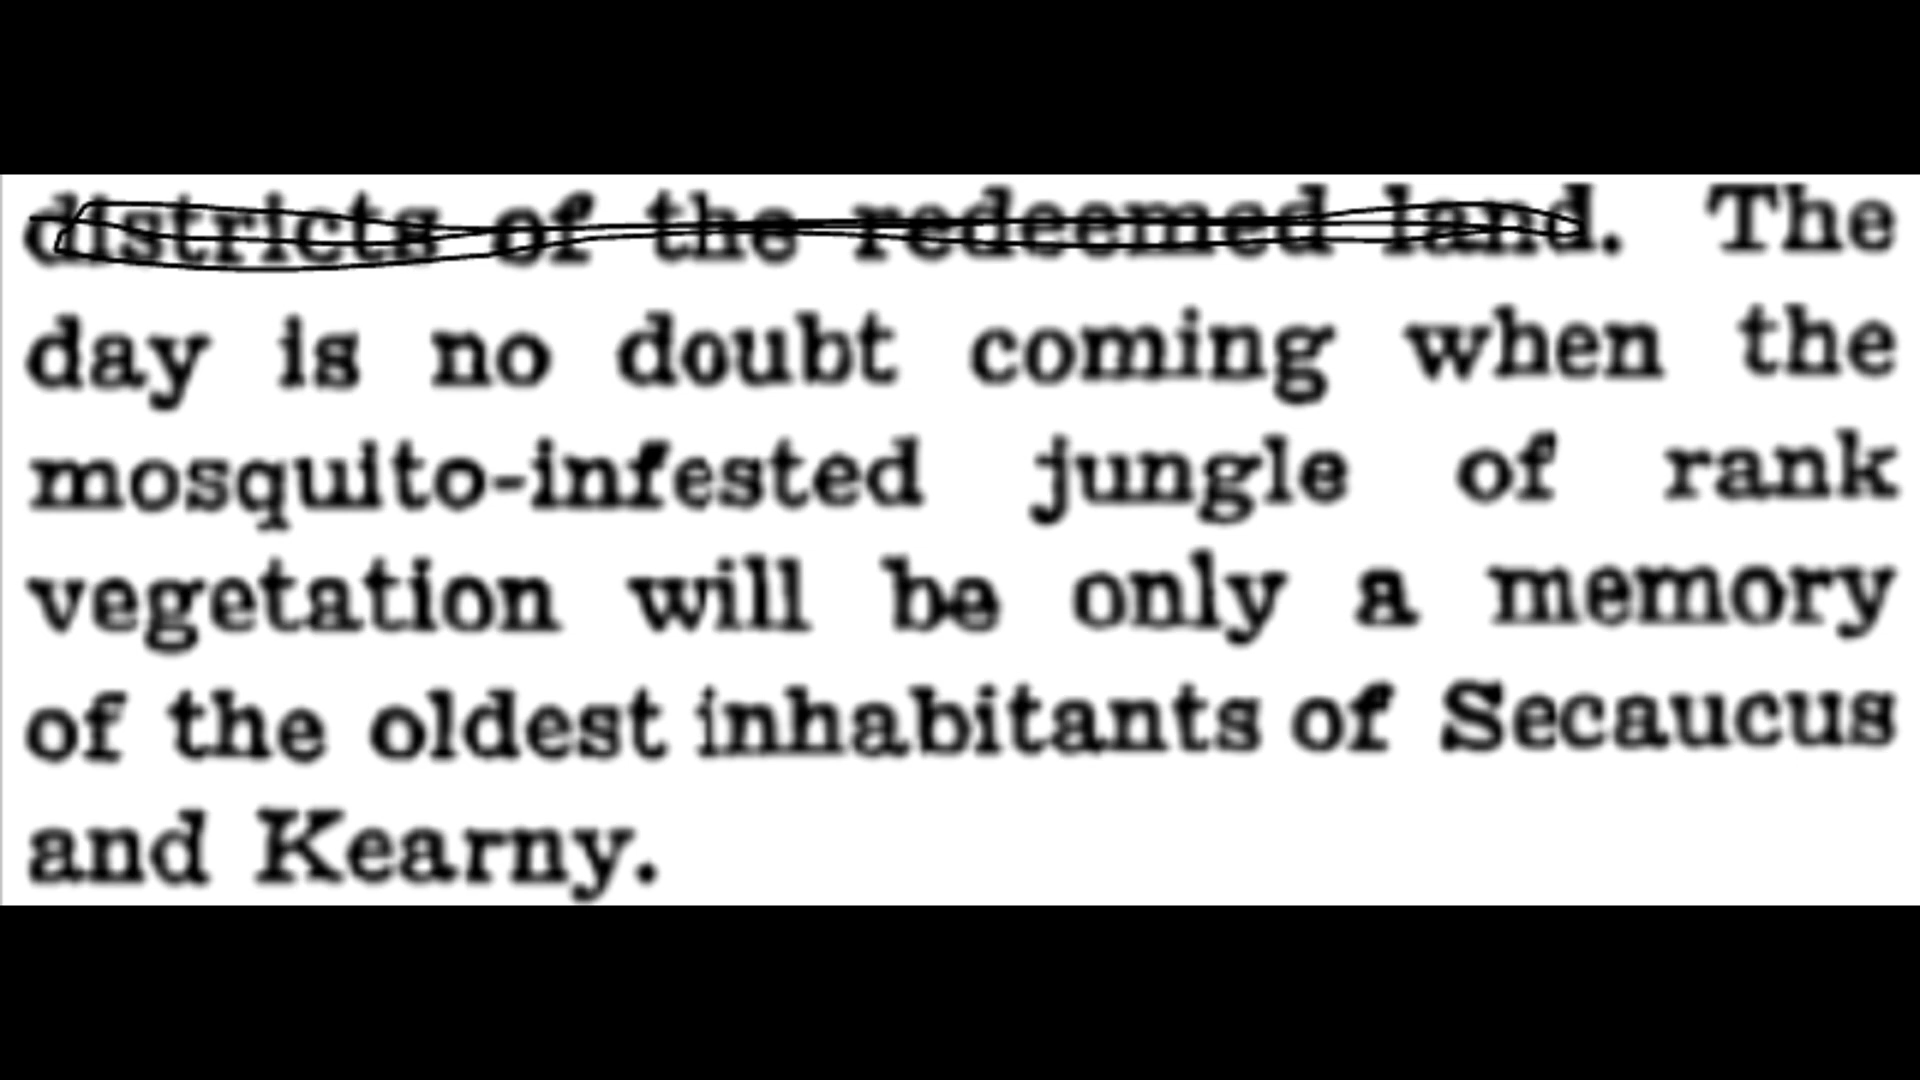 districts of the redeemed land. The
day is no doubt coming when the
mosquito-infested jungle of rank
vegetation will be only a memory
of the oldest inhabitants of Secaucus
and Kearny.